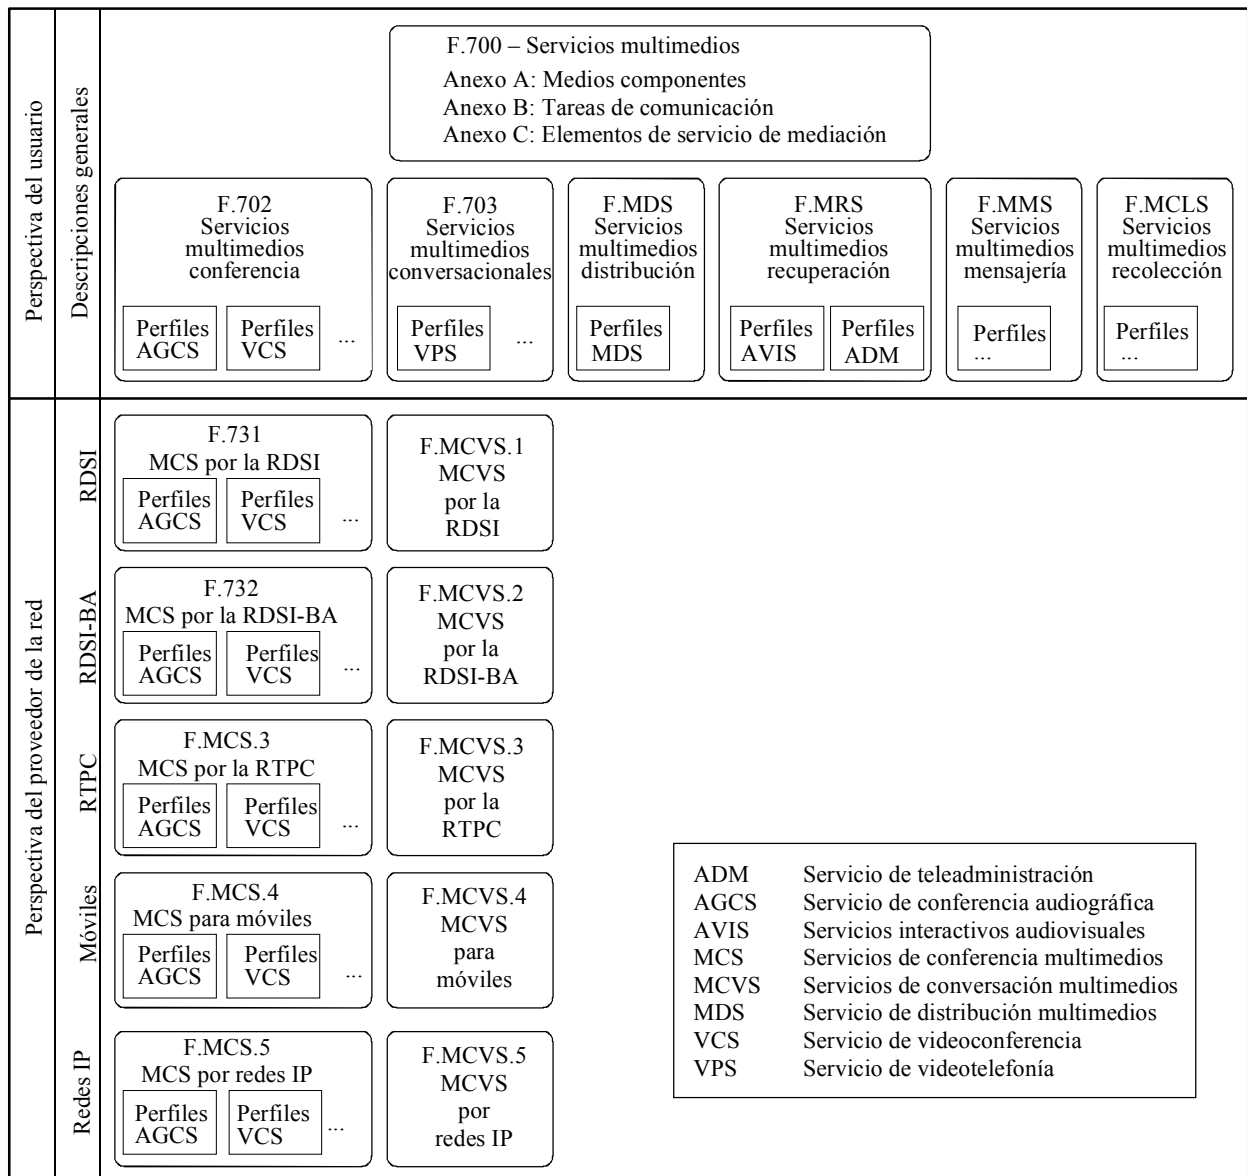 Perspectiva del usuario
Descripciones generales
F.700 – Servicios multimedios
Anexo A: Medios componentes
Anexo B: Tareas de comunicación
Anexo C: Elementos de servicio de mediación
F.702
Servicios
multimedios
conferencia
Perfiles
AGCS
Perfiles
VCS
...
F.703
Servicios
multimedios
conversacionales
Perfiles
VPS
...
F.MDS
Servicios
multimedios
distribución
Perfiles
MDS
F.MRS
Servicios
multimedios
recuperación
Perfiles
AVIS
Perfiles
ADM
F.MMS
Servicios
multimedios
mensajería
Perfiles
...
F.MCLS
Servicios
multimedios
recolección
Perfiles
...
Perspectiva del proveedor de la red
RDSI
F.731
MCS por la RDSI
Perfiles
AGCS
Perfiles
VCS
...
F.MCVS.1
MCVS
por la
RDSI
RDSI-BA
F.732
MCS por la RDSI-BA
Perfiles
AGCS
Perfiles
VCS
...
F.MCVS.2
MCVS
por la
RDSI-BA
RTPC
F.MCS.3
MCS por la RTPC
Perfiles
AGCS
Perfiles
VCS
...
F.MCVS.3
MCVS
por la
RTPC
Móviles
F.MCS.4
MCS para móviles
Perfiles
AGCS
Perfiles
VCS
...
F.MCVS.4
MCVS
para
móviles
Redes IP
F.MCS.5
MCS por redes IP
Perfiles
AGCS
Perfiles
VCS
...
F.MCVS.5
MCVS
por
redes IP
ADM Servicio de teleadministración
AGCS Servicio de conferencia audiográfica
AVIS Servicios interactivos audiovisuales
MCS Servicios de conferencia multimedios
MCVS Servicios de conversación multimedios
MDS Servicio de distribución multimedios
VCS Servicio de videoconferencia
VPS Servicio de videotelefonía